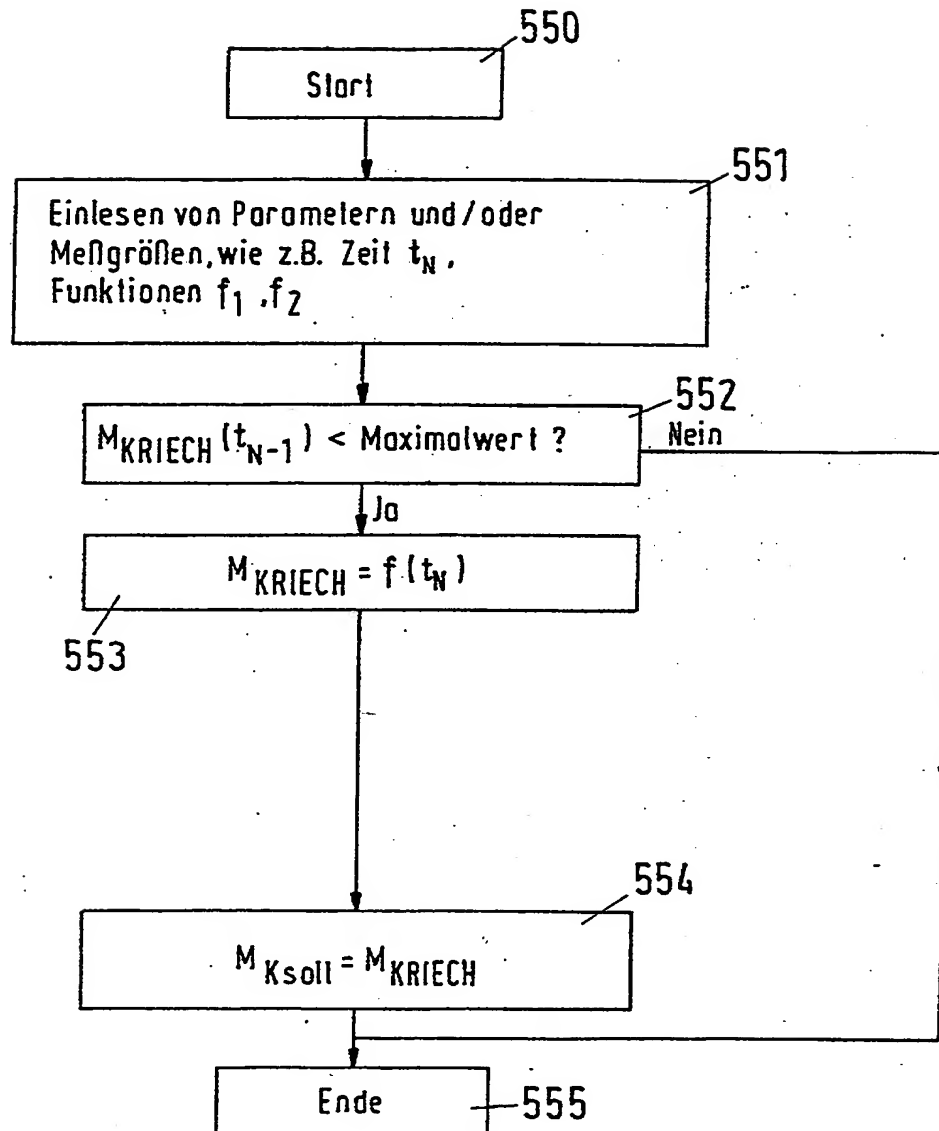 550
Start
551
Einlesen von Parametern und/oder
Meßgrößen, wie z.B. Zeit t_N ,
Funktionen f_1 , f_2
552
M_KRIECH (t_N-1) < Maximalwert ?
Nein
Ja
M_KRIECH = f (t_N)
553
554
M_Ksoll = M_KRIECH
Ende
555